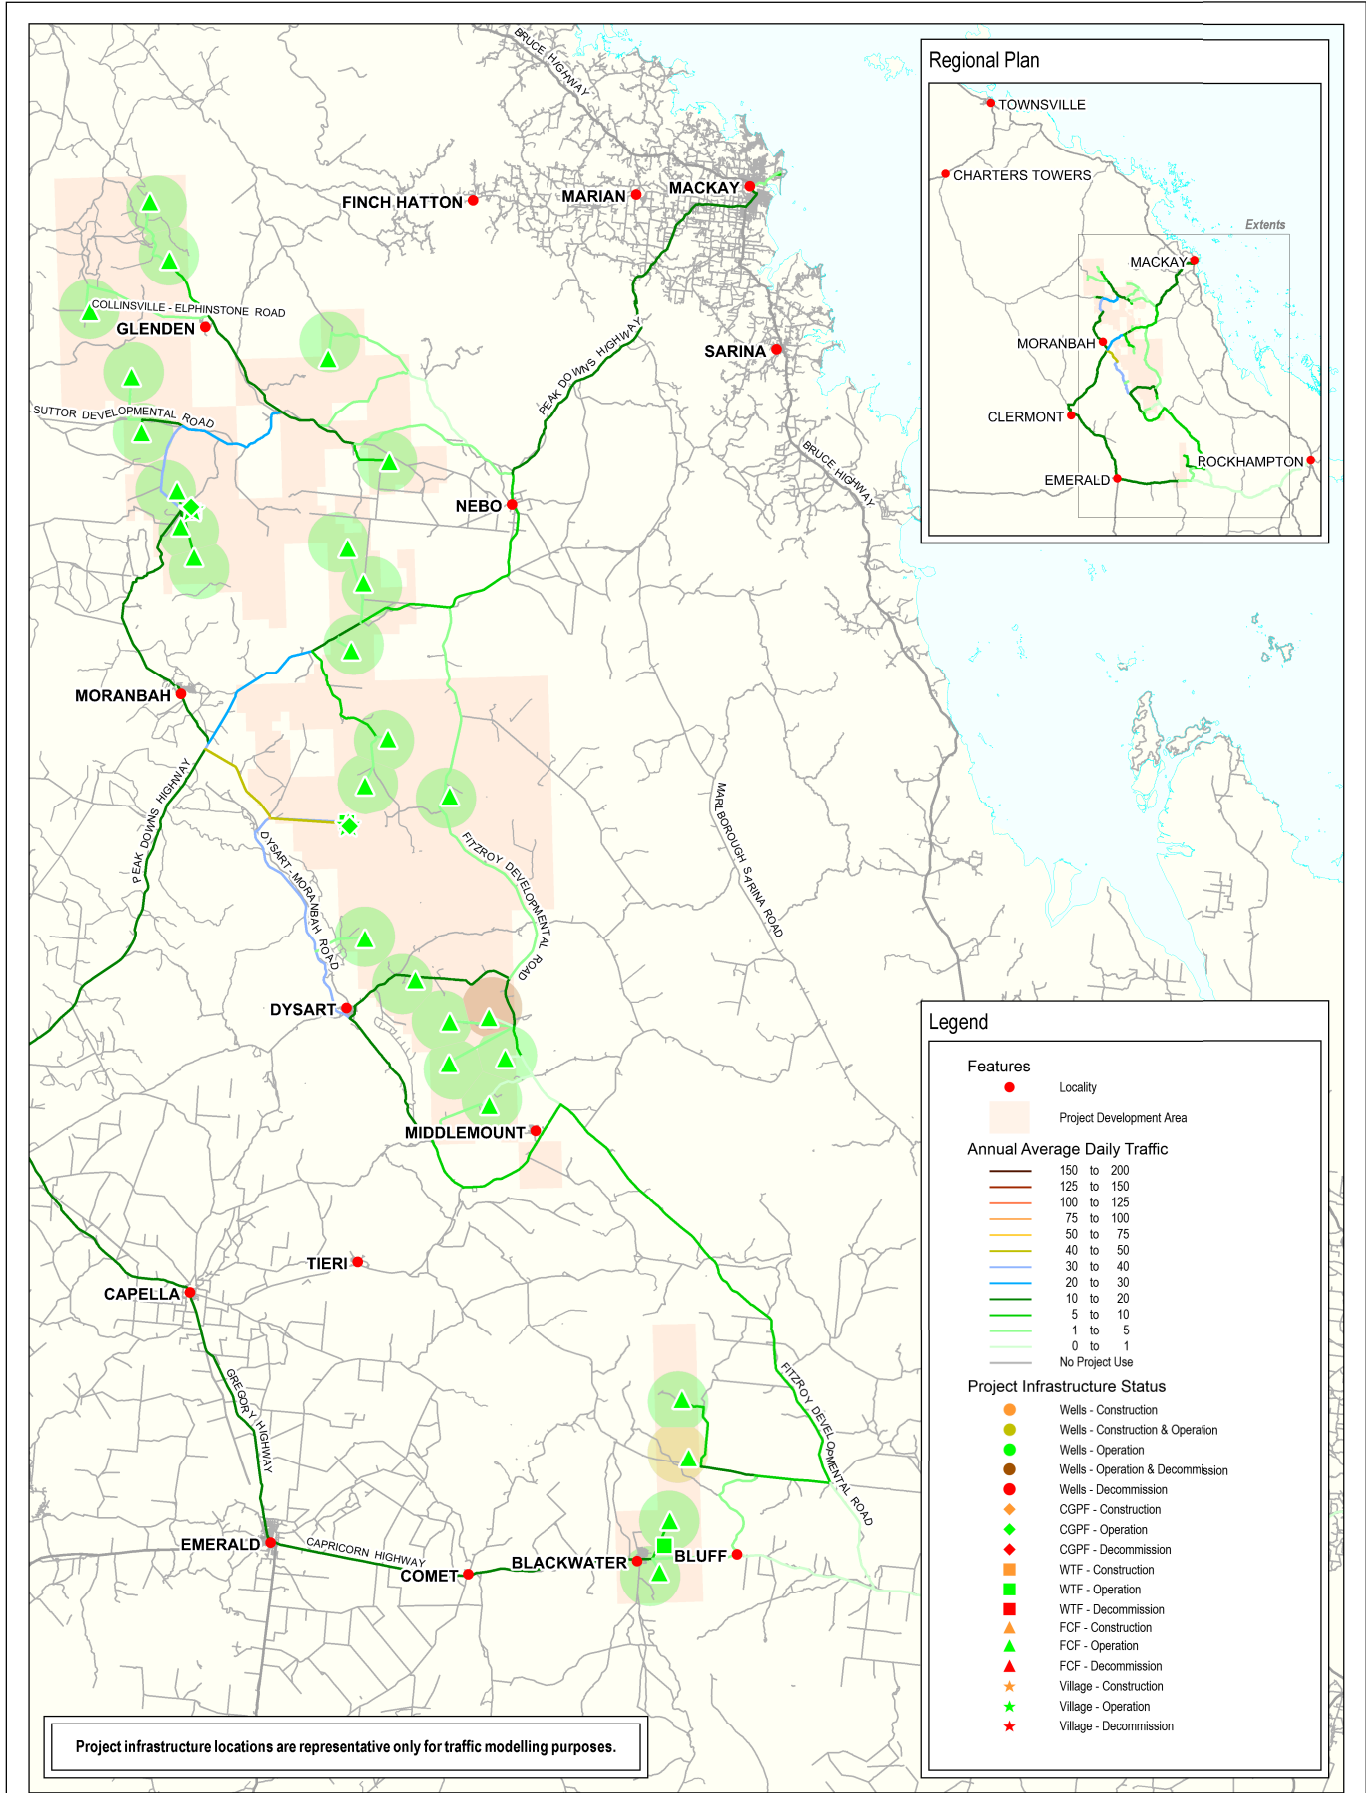 BRUCE HIGHWAY
Regional Plan
TOWNSVILLE
CHARTERS TOWERS
Extents
MACKAY
MORANBAH
CLERMONT
ROCKHAMPTON
EMERALD
FINCH HATTON
MARIAN
MACKAY
COLLINSVILLE - ELPHINSTONE ROAD
GLENDEN
PEAK DOWNS HIGHWAY
SARINA
SUTTOR DEVELOPMENTAL ROAD
BRUCE HIGHWAY
NEBO
MORANBAH
PEAK DOWNS HIGHWAY
DYSART-MORANBAH ROAD
FITZROY DEVELOPMENTAL ROAD
MARLBOROUGH SARINA ROAD
DYSART
MIDDLEMOUNT
TIERI
CAPELLA
GREGORY HIGHWAY
FITZROY DEVELOPMENTAL ROAD
EMERALD
CAPRICORN HIGHWAY
COMET
BLACKWATER
BLUFF
Legend
Features
Locality
Project Development Area
Annual Average Daily Traffic
150 to 200
125 to 150
100 to 125
75 to 100
50 to 75
40 to 50
30 to 40
20 to 30
10 to 20
5 to 10
1 to 5
0 to 1
No Project Use
Project Infrastructure Status
Wells - Construction
Wells - Construction & Operation
Wells - Operation
Wells - Operation & Decommission
Wells - Decommission
CGPF - Construction
CGPF - Operation
CGPF - Decommission
WTF - Construction
WTF - Operation
WTF - Decommission
FCF - Construction
FCF - Operation
FCF - Decommission
Village - Construction
Village - Operation
Village - Decommission
Project infrastructure locations are representative only for traffic modelling purposes.